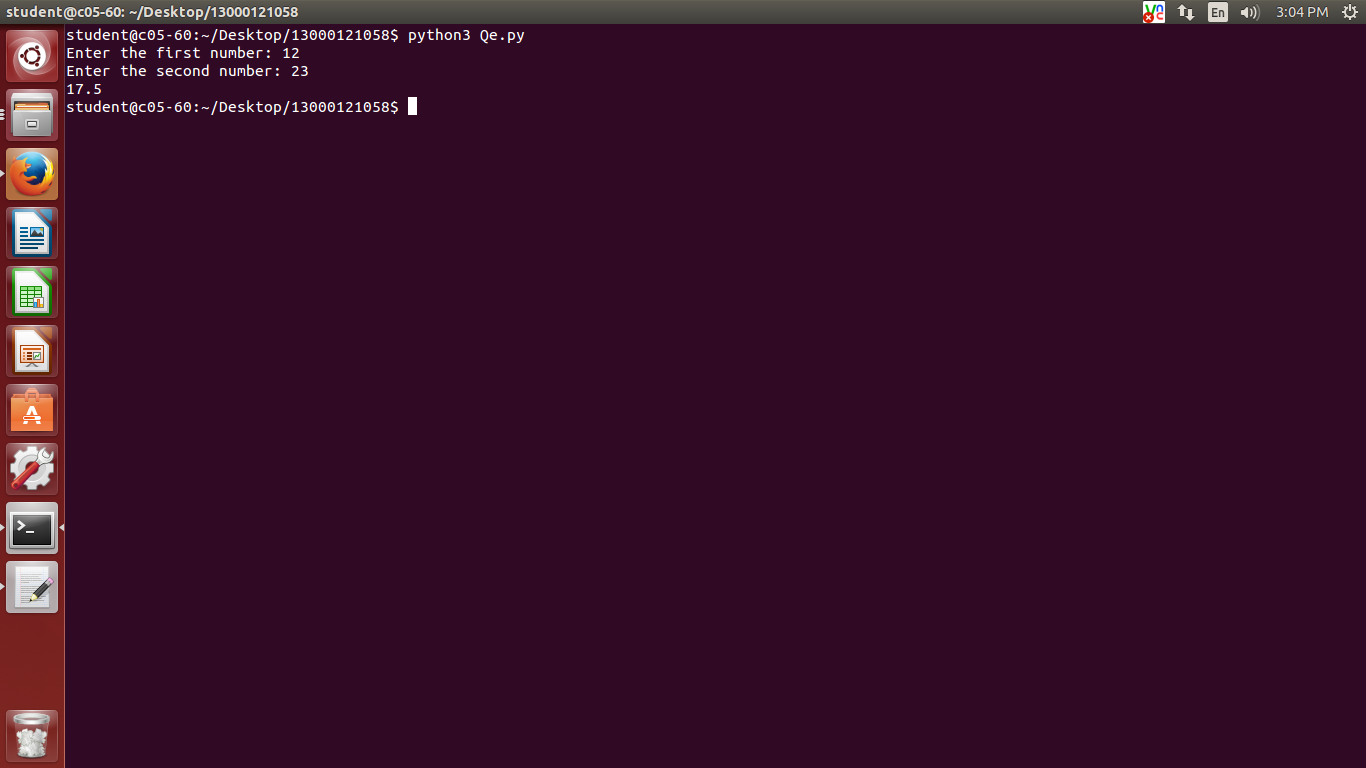 student@c05-60: ~/Desktop/13000121058
En
3:04 PM
student@c05-60:~/Desktop/13000121058$ python3 Qe.py
Enter the first number: 12
Enter the second number: 23
17.5
student@c05-60:~/Desktop/13000121058$